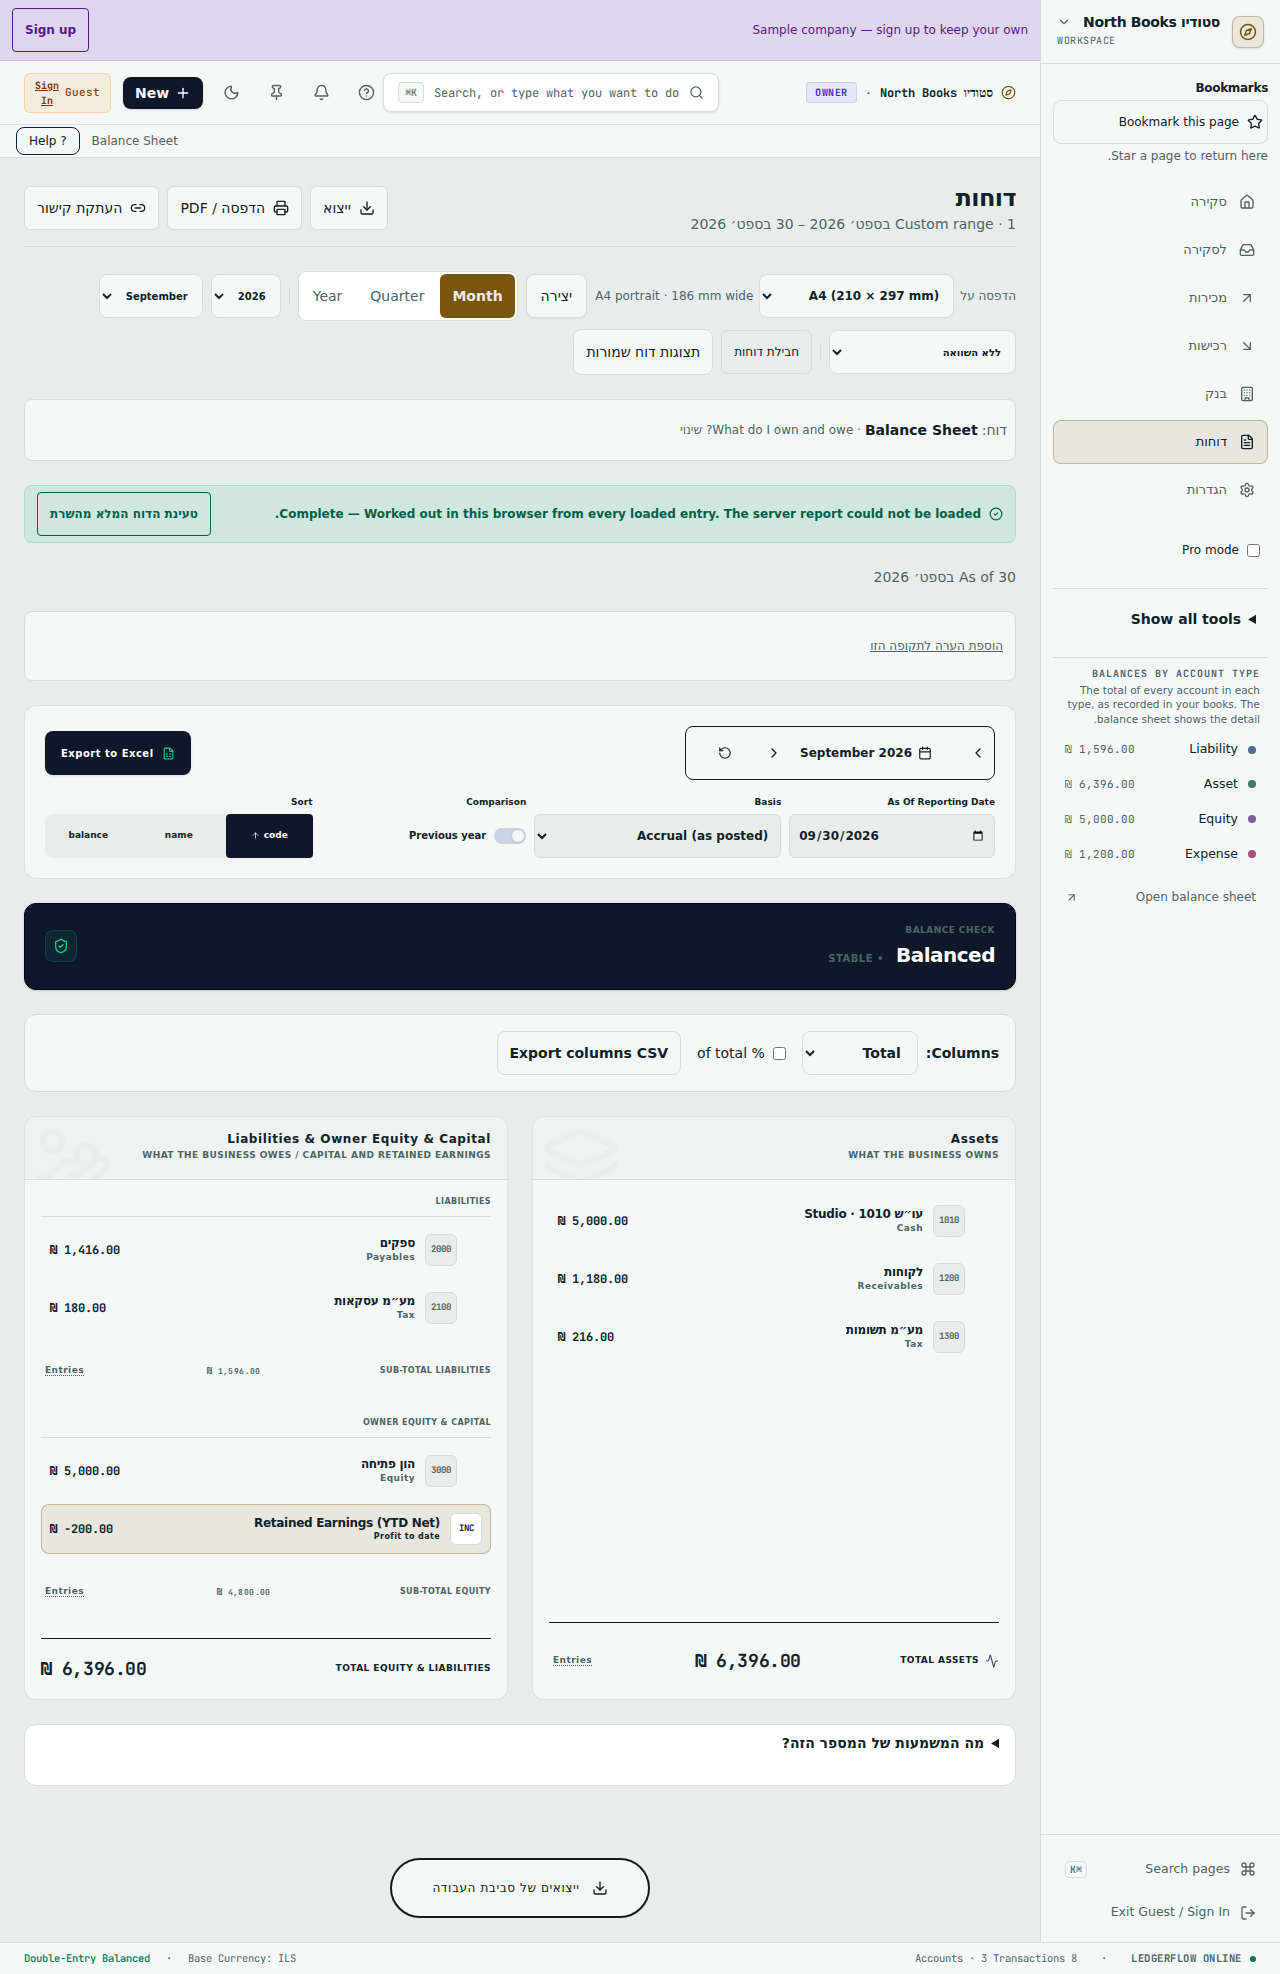 Sample company — sign up to keep your own
Sign up
סטודיו North Books
WORKSPACE
סטודיו North Books · OWNER
Search, or type what you want to do ⌘K
New
Guest
Sign In
Balance Sheet
Help ?
Bookmarks
Bookmark this page
Star a page to return here.
סקירה
לסקירה
מכירות
רכישות
בנק
דוחות
הגדרות
Pro mode
Show all tools
BALANCES BY ACCOUNT TYPE
The total of every account in each type, as recorded in your books. The balance sheet shows the detail.
Liability ₪ 1,596.00
Asset ₪ 6,396.00
Equity ₪ 5,000.00
Expense ₪ 1,200.00
Open balance sheet
Search pages ⌘K
Exit Guest / Sign In
דוחות
Custom range · 1 בספט׳ 2026 – 30 בספט׳ 2026
ייצוא
הדפסה / PDF
העתקת קישור
הדפסה על
A4 (210 × 297 mm)
A4 portrait · 186 mm wide
יצירה
Month
Quarter
Year
2026
September
ללא השוואה
חבילת דוחות
תצוגות דוח שמורות
דוח: Balance Sheet · What do I own and owe? שינוי
Complete — Worked out in this browser from every loaded entry. The server report could not be loaded.
טעינת הדוח המלא מהשרת
As of 30 בספט׳ 2026
הוספת הערה לתקופה הזו
September 2026
Export to Excel
As Of Reporting Date
09/30/2026
Basis
Accrual (as posted)
Comparison
Previous year
Sort
code ↑
name
balance
BALANCE CHECK
Balanced • STABLE
Columns:
Total
% of total
Export columns CSV
Assets
WHAT THE BUSINESS OWNS
1010 עו״ש Studio · 1010 ₪ 5,000.00
Cash
1200 לקוחות ₪ 1,180.00
Receivables
1300 מע״מ תשומות ₪ 216.00
Tax
TOTAL ASSETS ₪ 6,396.00 Entries
Liabilities & Owner Equity & Capital
WHAT THE BUSINESS OWES / CAPITAL AND RETAINED EARNINGS
LIABILITIES
2000 ספקים ₪ 1,416.00
Payables
2100 מע״מ עסקאות ₪ 180.00
Tax
SUB-TOTAL LIABILITIES ₪ 1,596.00 Entries
OWNER EQUITY & CAPITAL
3000 הון פתיחה ₪ 5,000.00
Equity
INC Retained Earnings (YTD Net) ₪ -200.00
Profit to date
SUB-TOTAL EQUITY ₪ 4,800.00 Entries
TOTAL EQUITY & LIABILITIES ₪ 6,396.00
מה המשמעות של המספר הזה?
ייצואים של סביבת העבודה
LEDGERFLOW ONLINE · Accounts · 3 Transactions 8
Base Currency: ILS · Double-Entry Balanced